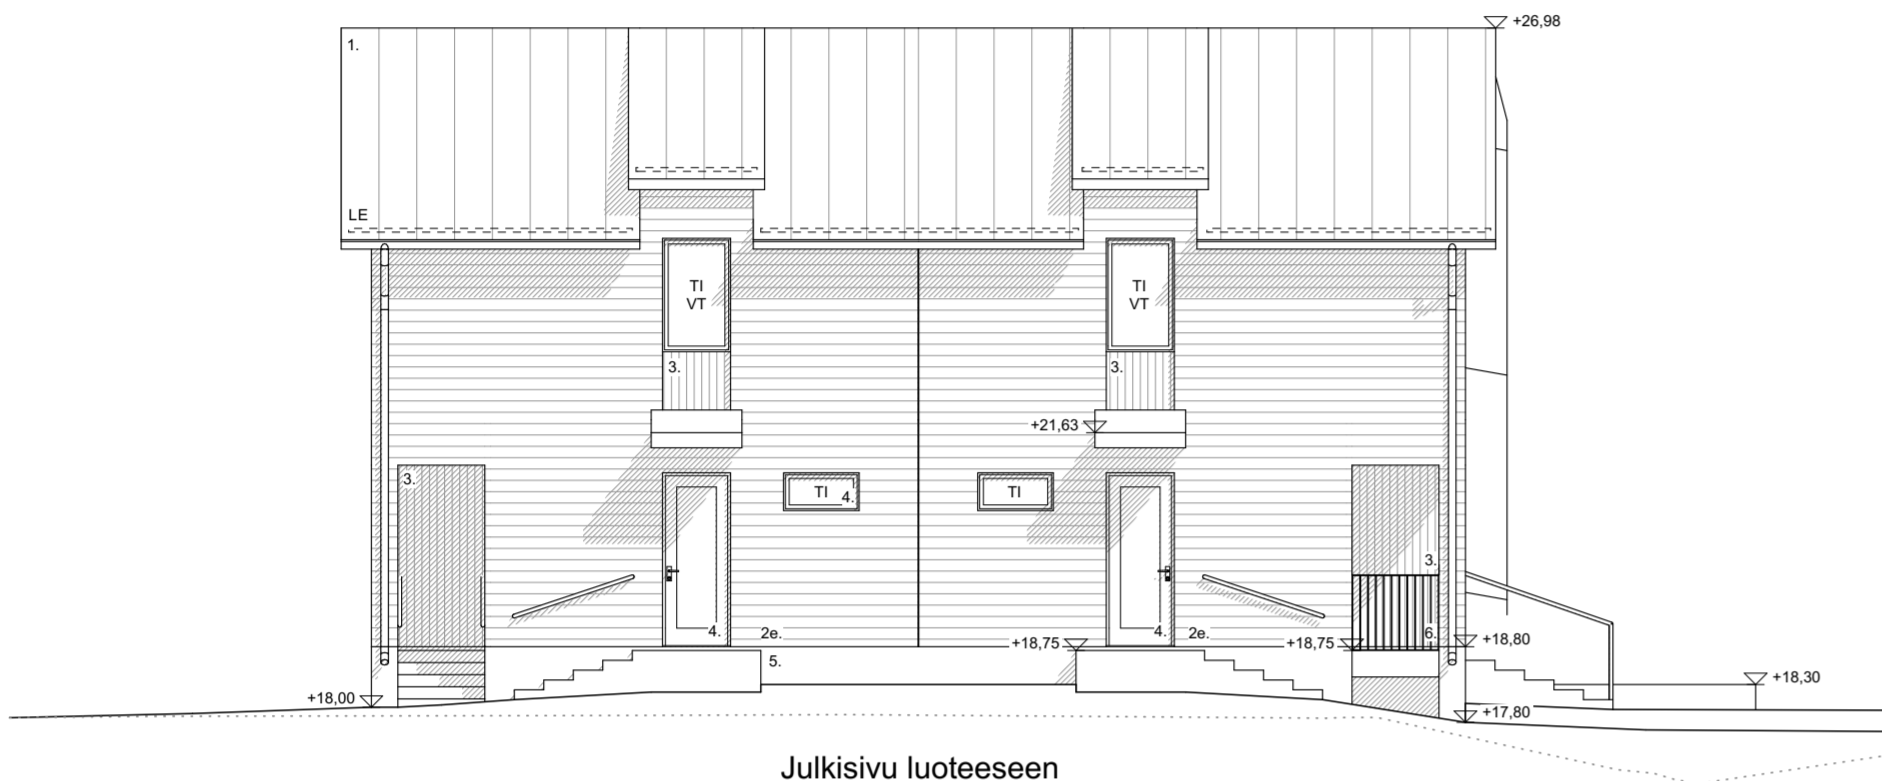 +26,98
1.
LE
TI
VT
TI
VT
3.
3.
+21,63
3.
TI
4.
TI
3.
4.
2e.
4.
2e.
6.
+18,75
+18,75
+18,80
5.
+18,30
+18,00
+17,80
Julkisivu luoteeseen